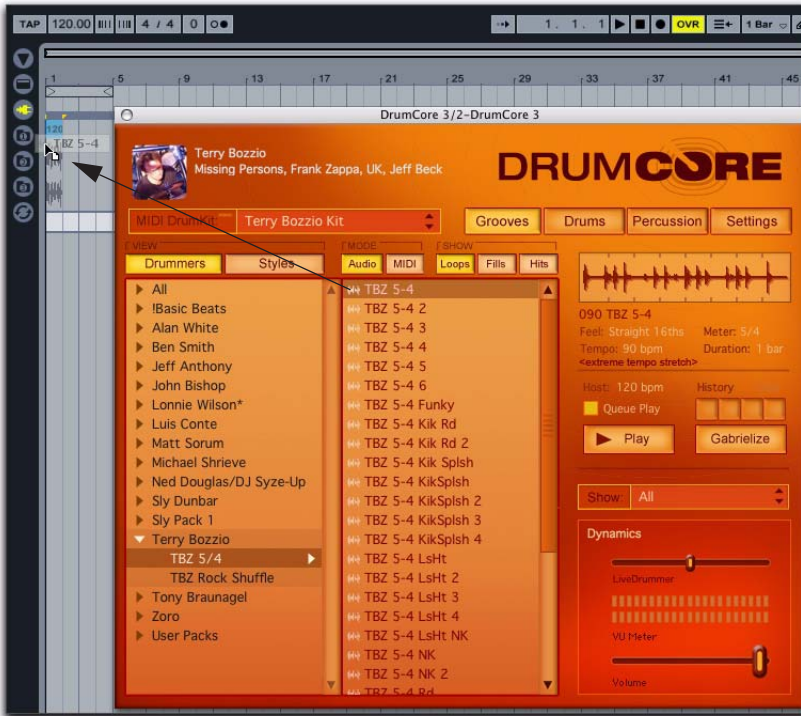 TAP 120.00 4 / 4 0 1. 1. 1 OVR 1 Bar
1 5 9 13 17 21 25 29 33 37 41 45
DrumCore 3/2-DrumCore 3
120
TBZ 5-4
Terry Bozzio
Missing Persons, Frank Zappa, UK, Jeff Beck
DRUMCORE
MIDI DrumKit: Terry Bozzio Kit
Grooves Drums Percussion Settings
VIEW MODE SHOW
Drummers Styles Audio MIDI Loops Fills Hits
All
!Basic Beats
Alan White
Ben Smith
Jeff Anthony
John Bishop
Lonnie Wilson*
Luis Conte
Matt Sorum
Michael Shrieve
Ned Douglas/DJ Syze-Up
Sly Dunbar
Sly Pack 1
Terry Bozzio
TBZ 5/4
TBZ Rock Shuffle
Tony Braunagel
Zoro
User Packs
TBZ 5-4
TBZ 5-4 2
TBZ 5-4 3
TBZ 5-4 4
TBZ 5-4 5
TBZ 5-4 6
TBZ 5-4 Funky
TBZ 5-4 Kik Rd
TBZ 5-4 Kik Rd 2
TBZ 5-4 Kik Splsh
TBZ 5-4 KikSplsh
TBZ 5-4 KikSplsh 2
TBZ 5-4 KikSplsh 3
TBZ 5-4 KikSplsh 4
TBZ 5-4 LsHt
TBZ 5-4 LsHt 2
TBZ 5-4 LsHt 3
TBZ 5-4 LsHt 4
TBZ 5-4 LsHt NK
TBZ 5-4 NK
TBZ 5-4 NK 2
TBZ 5-4 Rd
090 TBZ 5-4
Feel: Straight 16ths Meter: 5/4
Tempo: 90 bpm Duration: 1 bar
<extreme tempo stretch>
Host: 120 bpm History
Queue Play
Play Gabrielize
Show: All
Dynamics
LiveDrummer
VU Meter
Volume